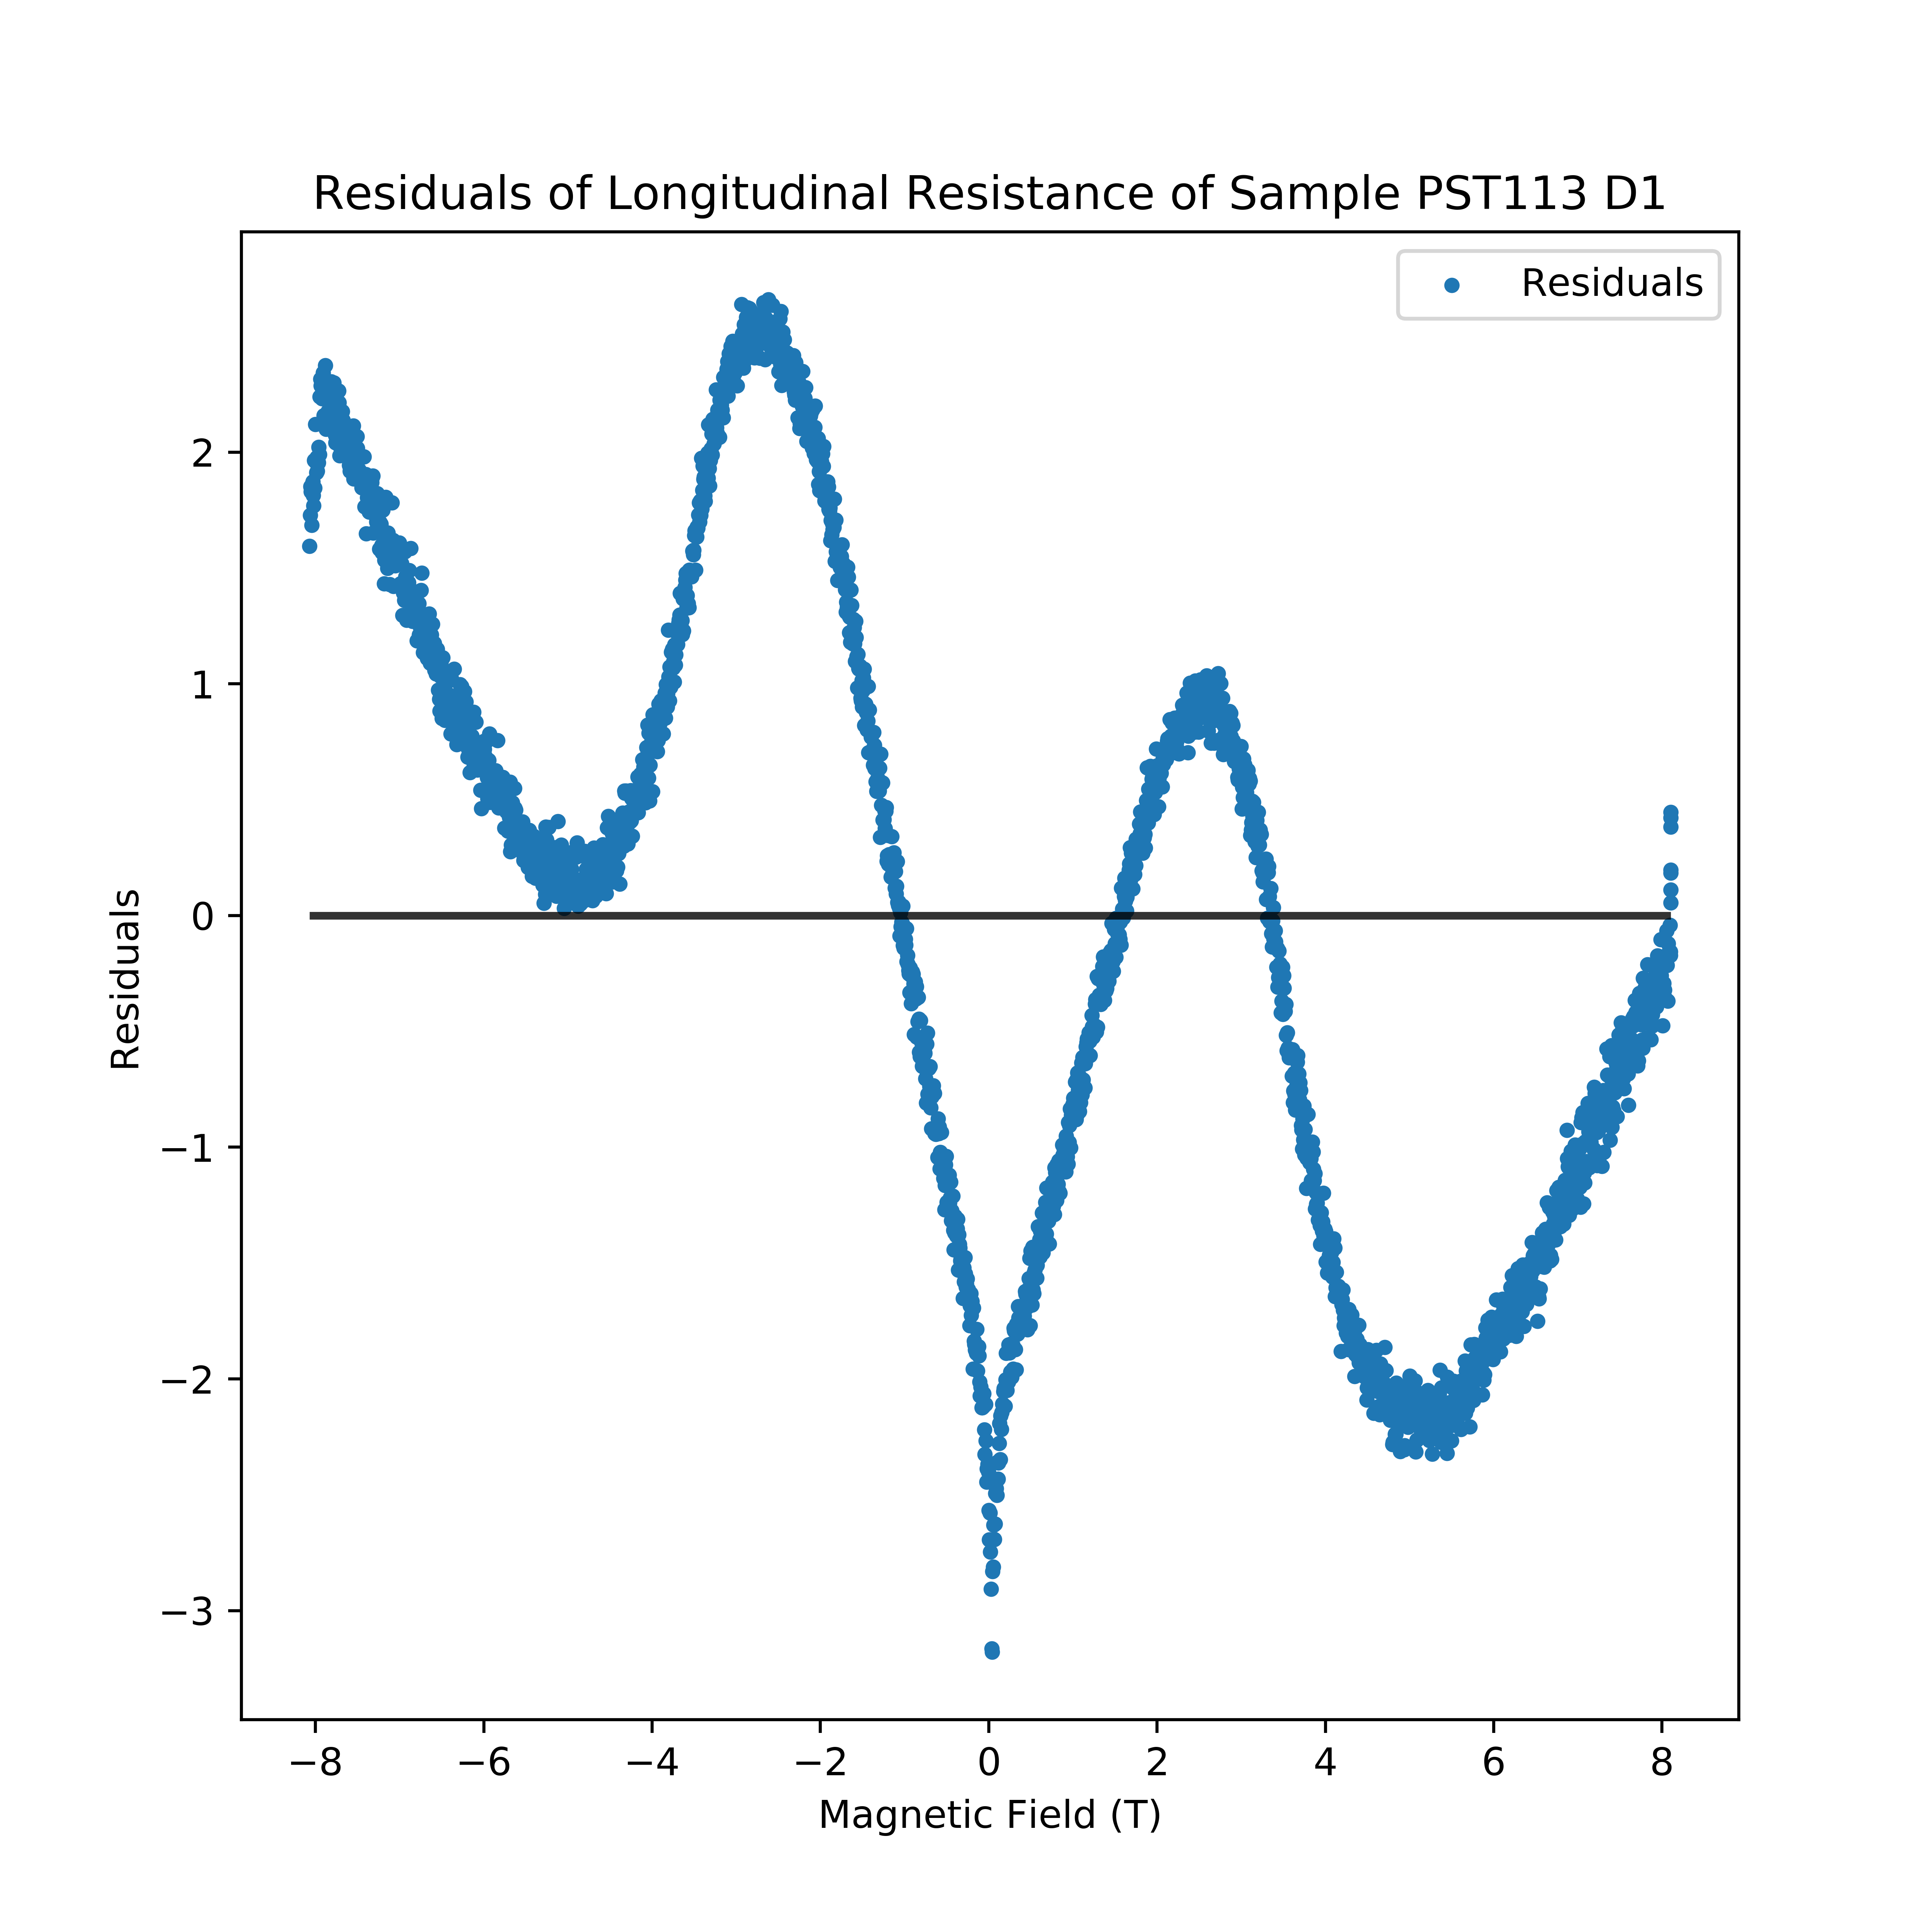 Residuals of Longitudinal Resistance of Sample PST113 D1
Residuals
Residuals
2
1
0
−1
−2
−3
−8 −6 −4 −2 0 2 4 6 8
Magnetic Field (T)